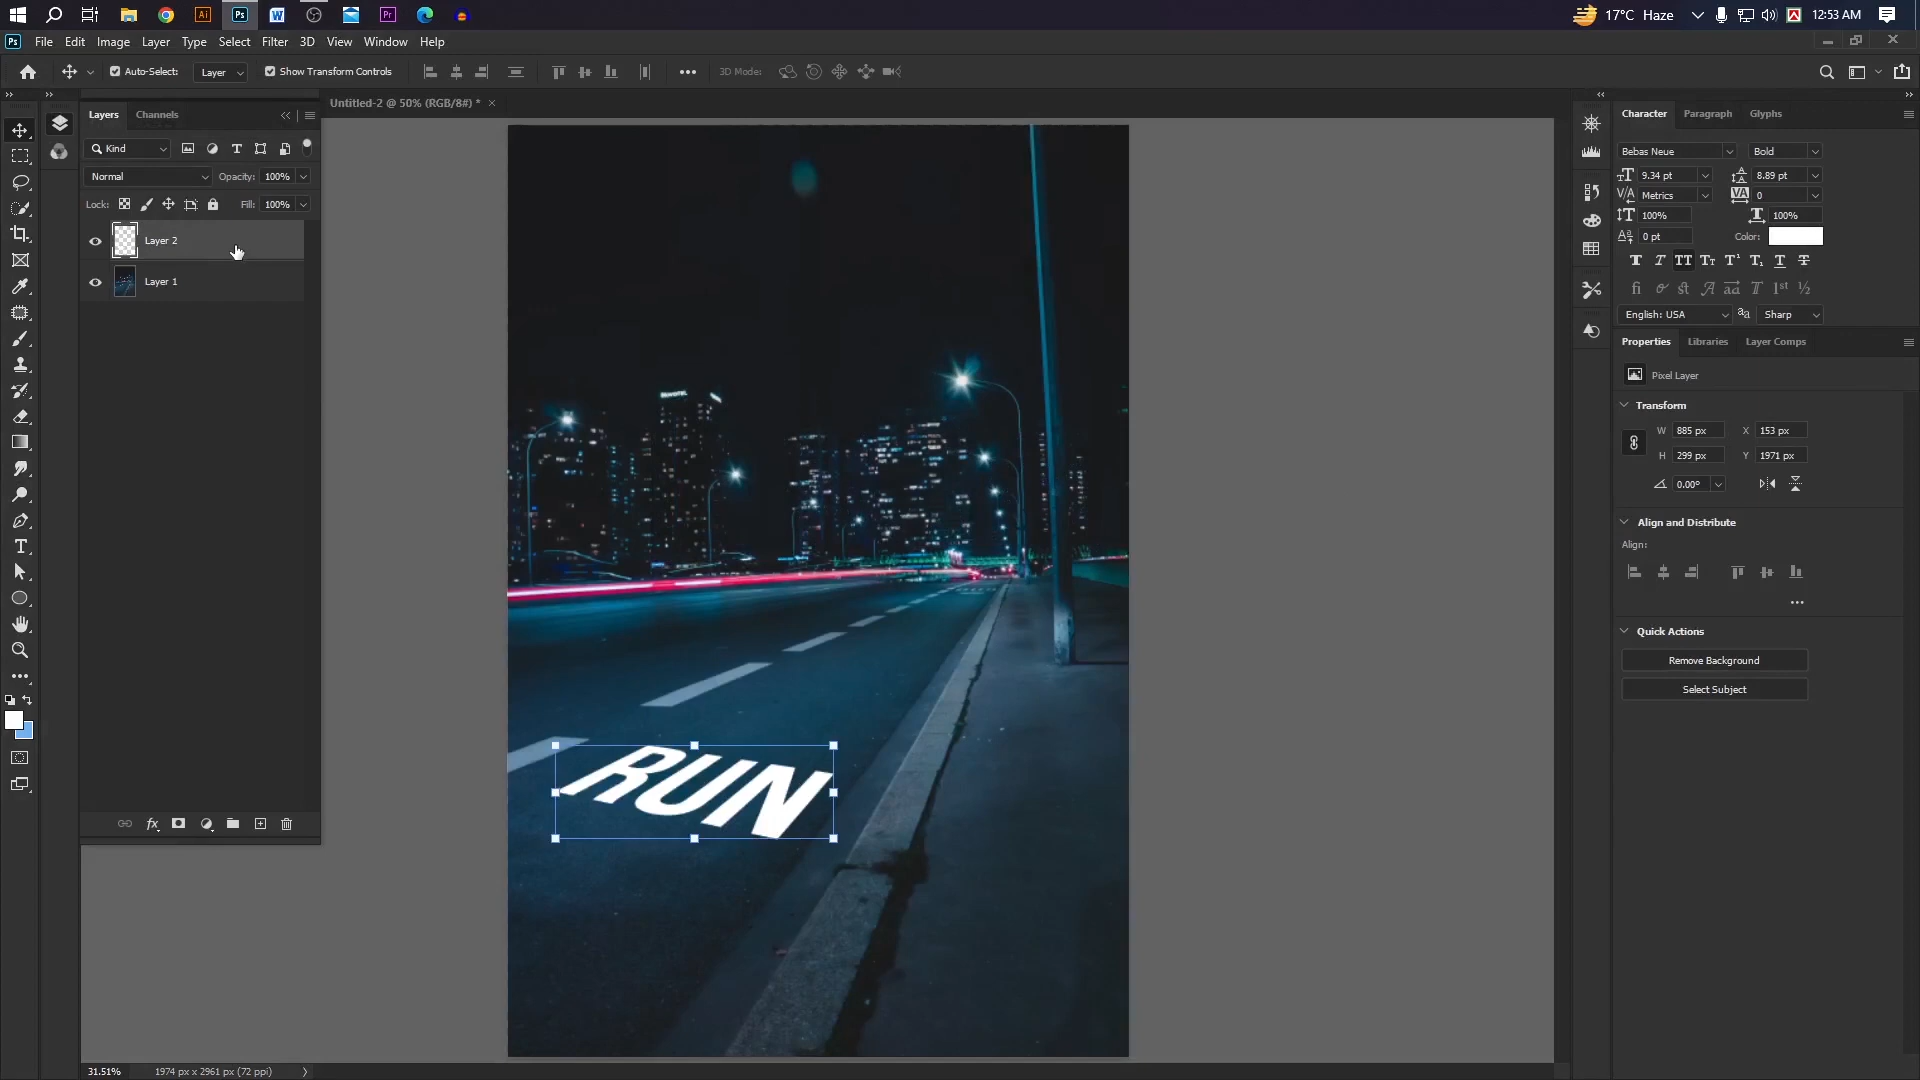 17°C Haze
12:53 AM
File Edit Image Layer Type Select Filter 3D View Window Help
Auto-Select: Layer Show Transform Controls 3D Mode:
Untitled-2 @ 50% (RGB/8#) *
Layers Channels
Kind
Normal Opacity: 100%
Lock: Fill: 100%
Layer 2
Layer 1
RUN
31.51% 1974 px x 2961 px (72 ppi)
Character Paragraph Glyphs
Bebas Neue Bold
9.34 pt 8.89 pt
Metrics 0
100% 100%
0 pt Color:
English: USA Sharp
Properties Libraries Layer Comps
Pixel Layer
Transform
W 885 px X 153 px
H 299 px Y 1971 px
0.00°
Align and Distribute
Align:
Quick Actions
Remove Background
Select Subject